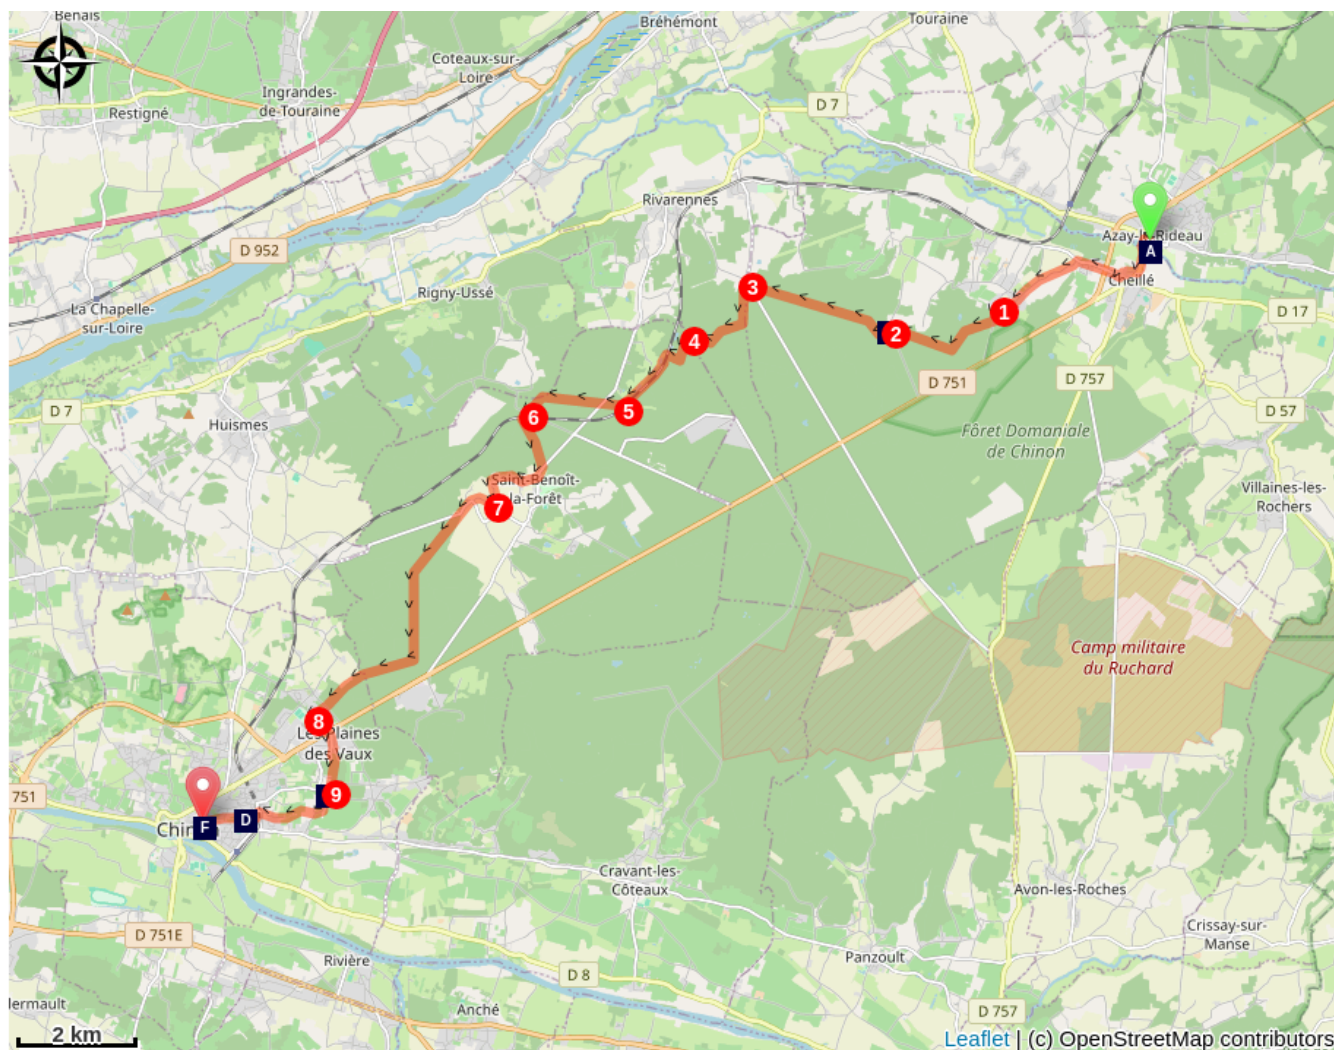 Benais
Bréhémont
Touraine
Coteaux-sur-
Loire
Ingrandes-
de-Touraine
Restigné
D 7
Rivarennes
Azay-le-Rideau
A
D 952
Cheillé
Rigny-Ussé
La Chapelle-
sur-Loire
3
1
D 17
2
4
D 751
D 757
D 7
5
D 57
6
Huismes
Fôret Domaniale
de Chinon
Saint-Benoît-
la-Forêt
7
Villaines-les-
Rochers
Camp militaire
du Ruchard
8
Les Plaines
des Vaux
751
9
D
F
Chinon
Cravant-les-
Côteaux
Avon-les-Roches
D 751E
Crissay-sur-
Manse
Rivière
Panzoult
D 8
lermault
Anché
D 757
2 km
Leaflet | (c) OpenStreetMap contributors